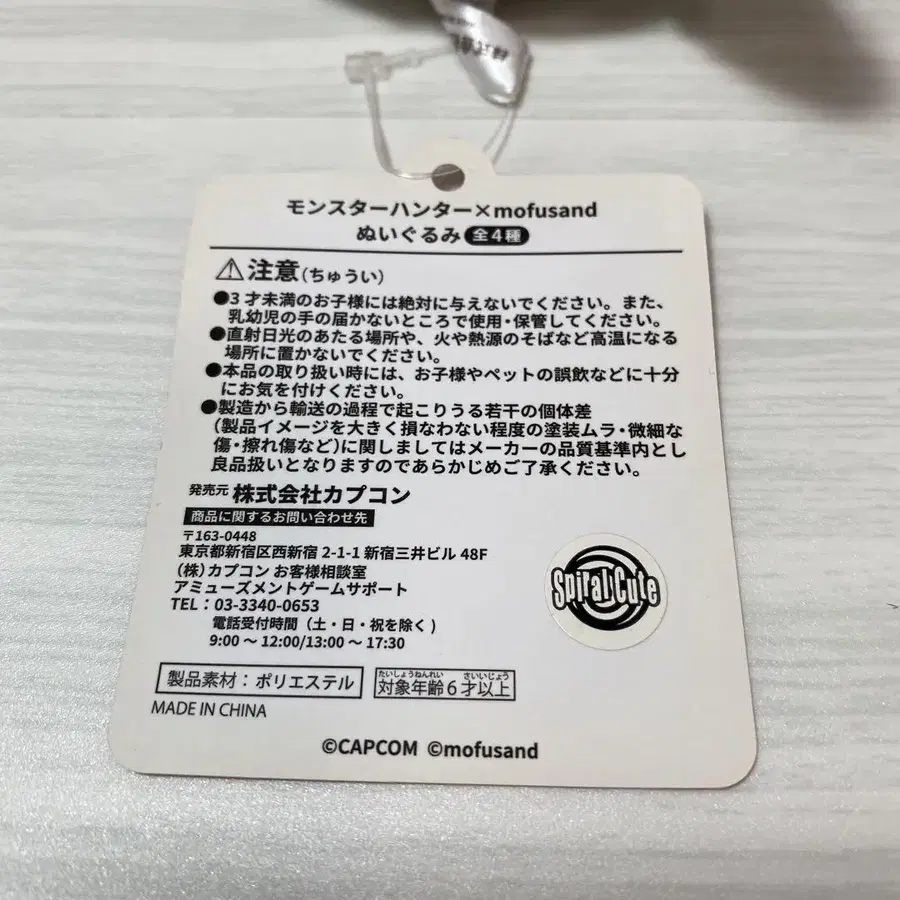 モンスターハンター×mofusand
ぬいぐるみ 全4種
注意(ちゅうい)
●3才未満のお子様には絶対に与えないでください。また、
乳幼児の手の届かないところで使用・保管してください。
●直射日光のあたる場所や、火や熱源のそばなど高温になる
場所に置かないでください。
●本品の取り扱い時には、お子様やペットの誤飲などに十分
にお気を付けください。
●製造から輸送の過程で起こりうる若干の個体差
(製品イメージを大きく損なわない程度の塗装ムラ・微細な
傷・擦れ傷など)に関しましてはメーカーの品質基準内とし
良品扱いとなりますのであらかじめご了承ください。
発売元 株式会社カプコン
商品に関するお問い合わせ先
〒163-0448
東京都新宿区西新宿 2-1-1 新宿三井ビル 48F
(株)カプコン お客様相談室
アミューズメントゲームサポート
TEL:03-3340-0653
電話受付時間(土・日・祝を除く)
9:00 ~ 12:00/13:00 ~ 17:30
Spiral Cute
製品素材:ポリエステル
たいしょうねんれい さいいじょう
対象年齢6才以上
MADE IN CHINA
©CAPCOM ©mofusand